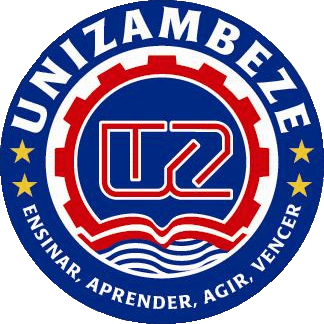 UNIZAMBEZE
UZ
ENSINAR, APRENDER, AGIR, VENCER